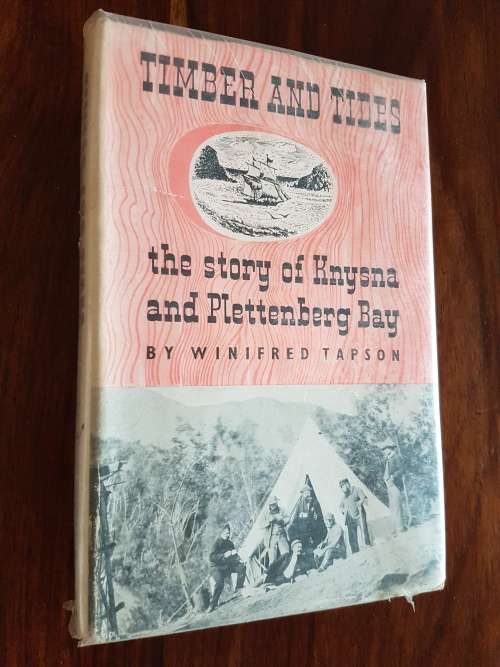 TIMBER AND TIDES
the story of Knysna
and Plettenberg Bay
BY WINIFRED TAPSON